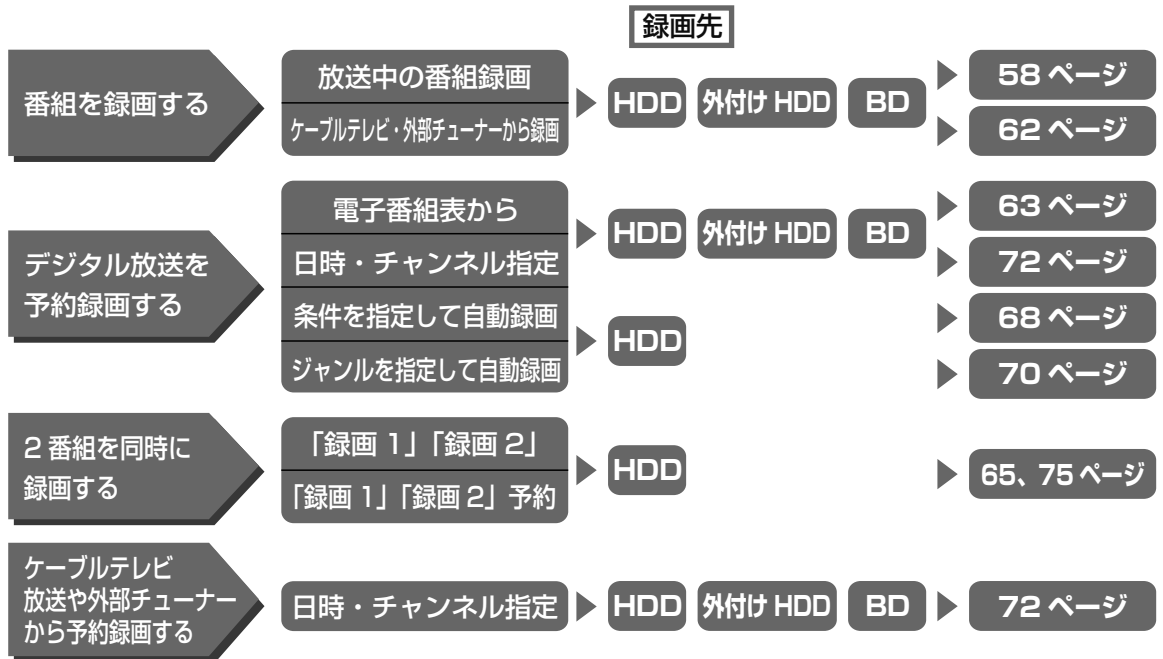 録画先
番組を録画する
放送中の番組録画
ケーブルテレビ・外部チューナーから録画
HDD 外付け HDD BD
58 ページ
62 ページ
デジタル放送を
予約録画する
電子番組表から
日時・チャンネル指定
HDD 外付け HDD BD
63 ページ
72 ページ
条件を指定して自動録画
ジャンルを指定して自動録画
HDD
68 ページ
70 ページ
2 番組を同時に
録画する
「録画 1」「録画 2」
「録画 1」「録画 2」予約
HDD
65、75 ページ
ケーブルテレビ
放送や外部チューナー
から予約録画する
日時・チャンネル指定
HDD 外付け HDD BD
72 ページ